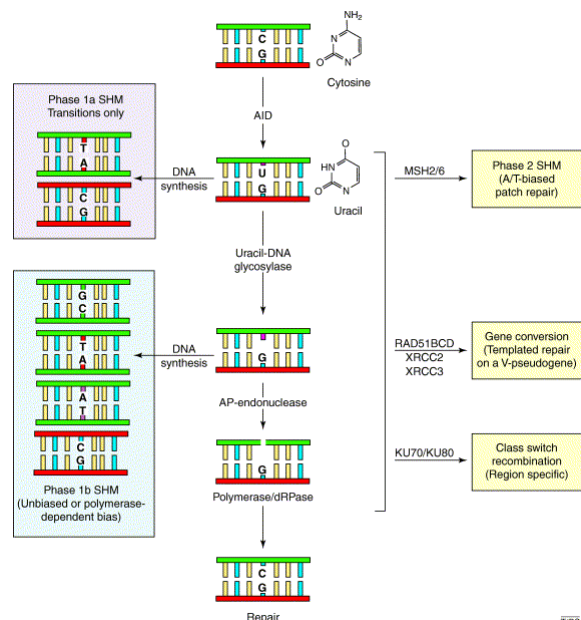 C
G
NH₂
N
O
N
Cytosine
AID
Phase 1a SHM
Transitions only
T
A
C
G
DNA
synthesis
U
G
O
HN
O
N
Uracil
MSH2/6
Phase 2 SHM
(A/T-biased
patch repair)
Uracil-DNA
glycosylase
G
C
T
A
A
T
C
G
Phase 1b SHM
(Unbiased or polymerase-
dependent bias)
DNA
synthesis
G
RAD51BCD
XRCC2
XRCC3
Gene conversion
(Templated repair
on a V-pseudogene)
AP-endonuclease
G
Polymerase/dRPase
KU70/KU80
Class switch
recombination
(Region specific)
C
G
Repair